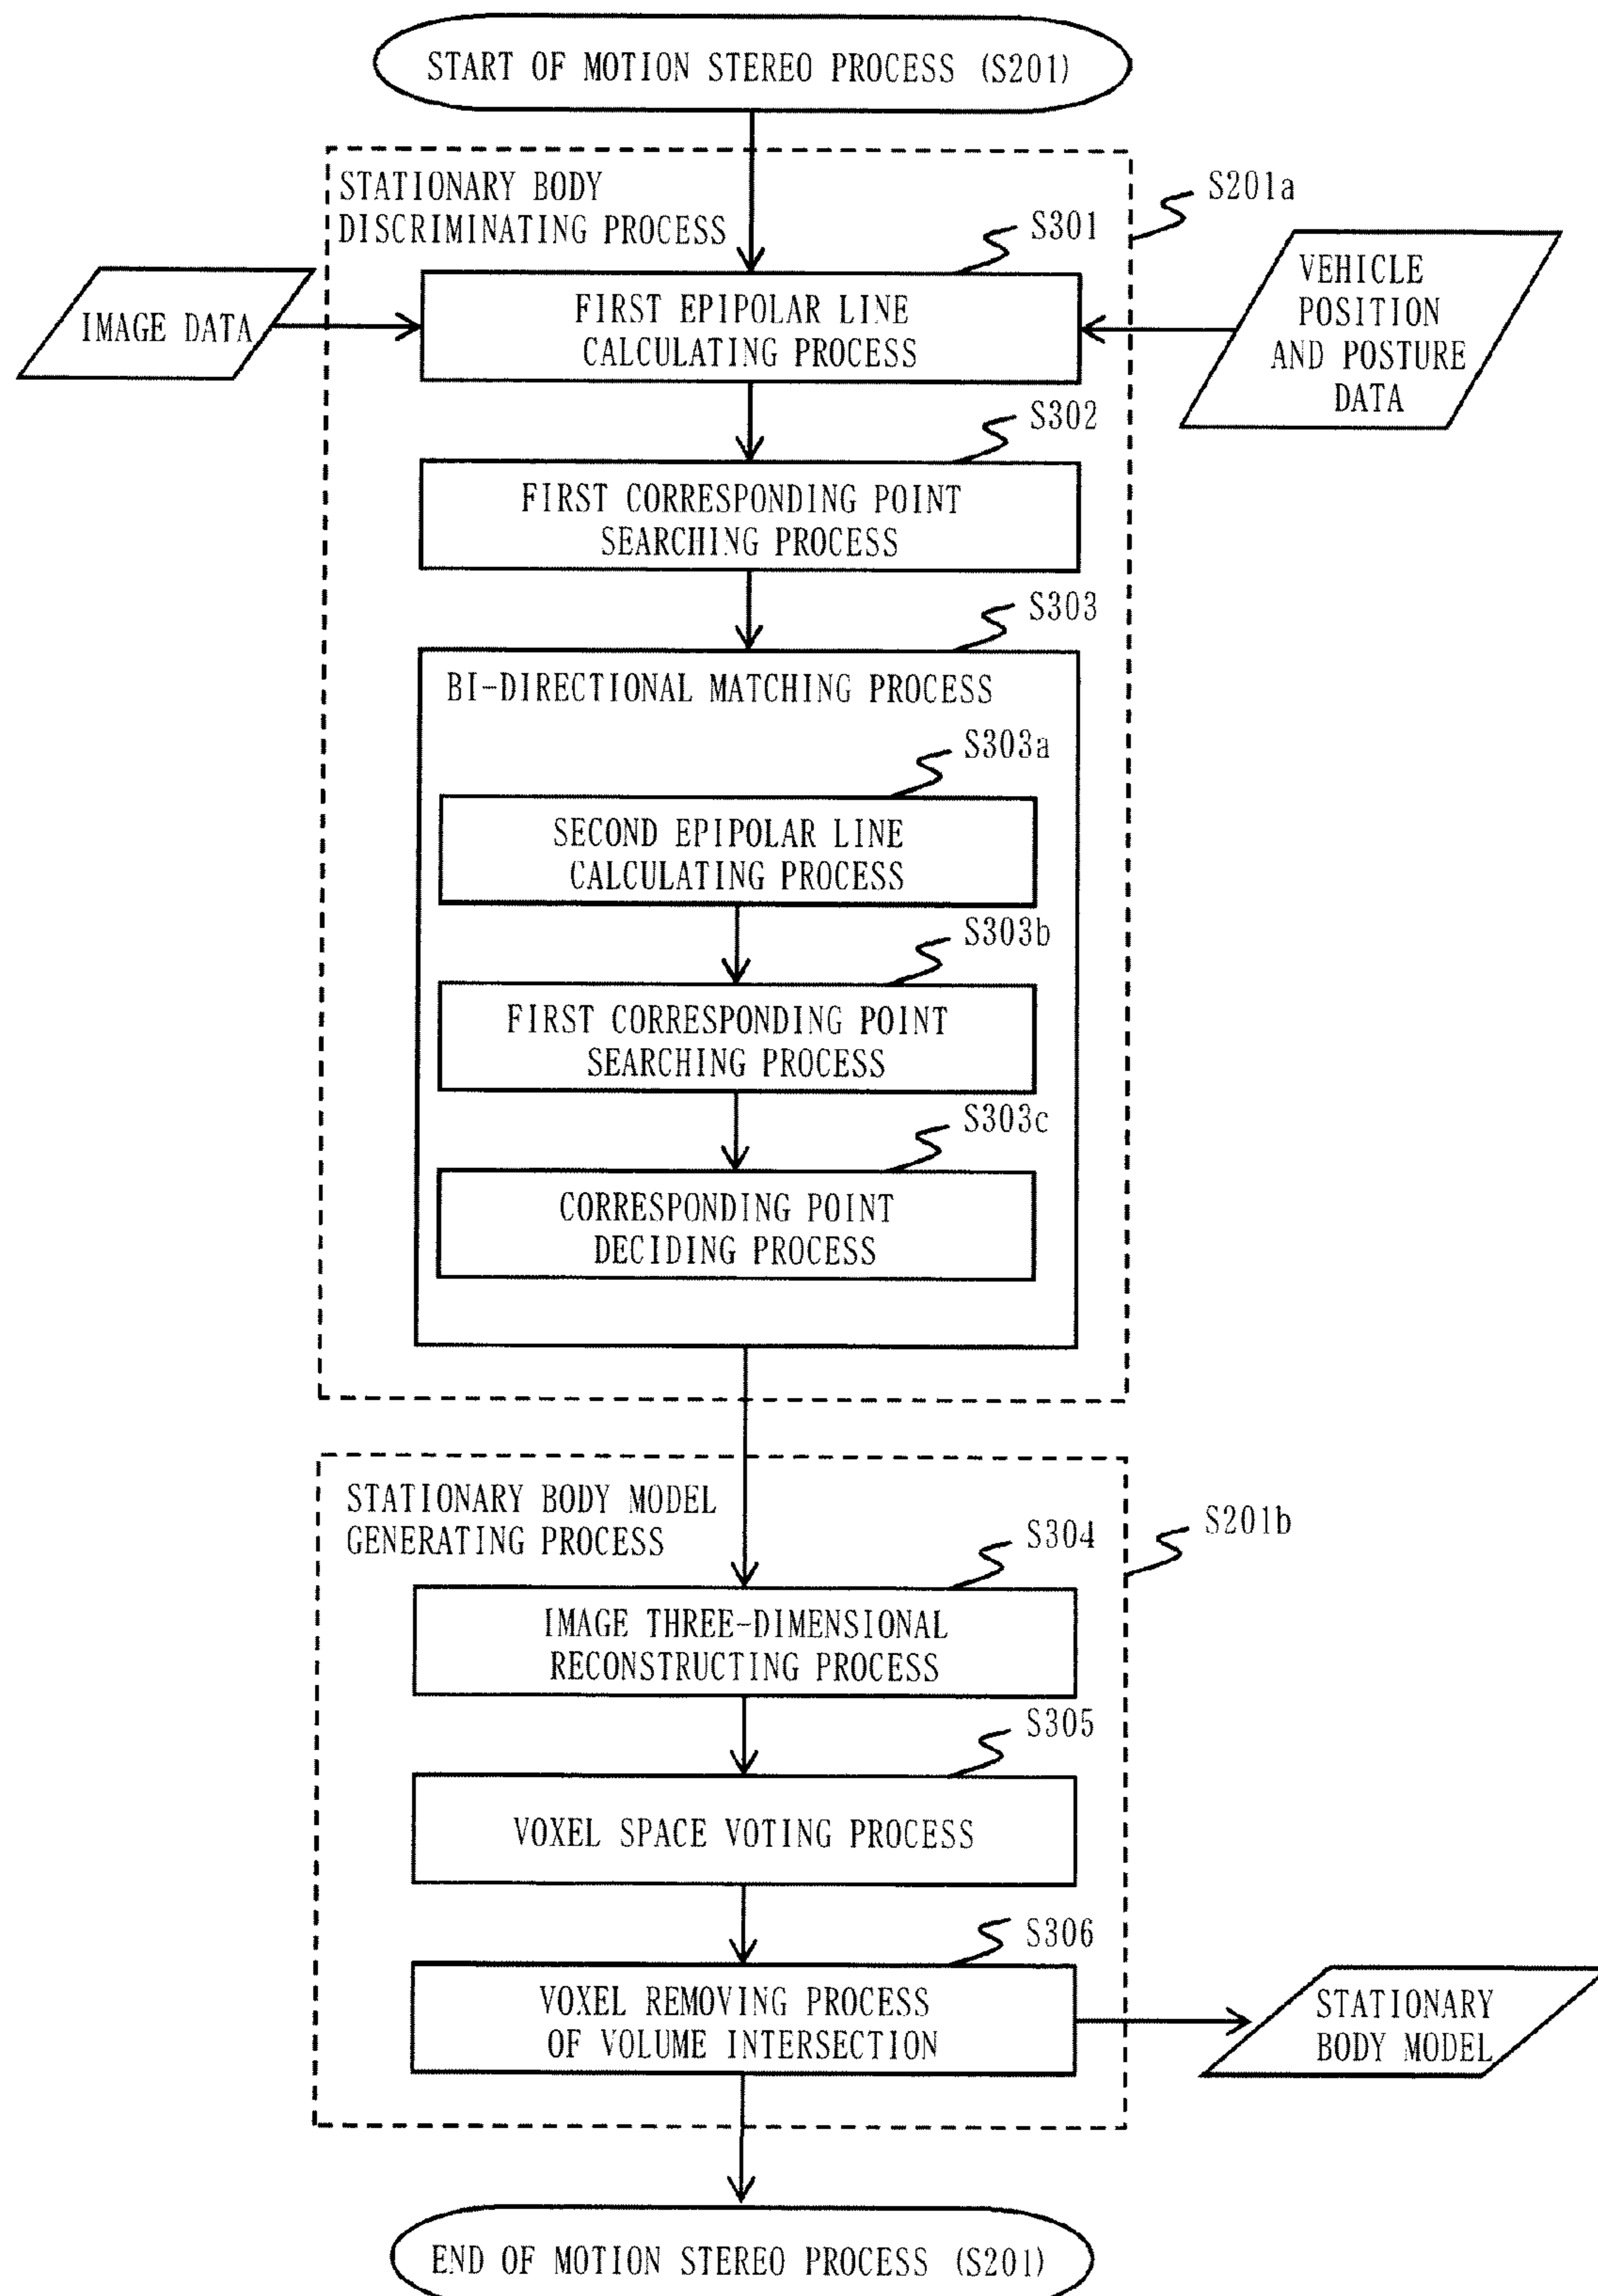 START OF MOTION STEREO PROCESS (S201)
STATIONARY BODY
DISCRIMINATING PROCESS
S201a
S301
IMAGE DATA
FIRST EPIPOLAR LINE
CALCULATING PROCESS
VEHICLE
POSITION
AND POSTURE
DATA
S302
FIRST CORRESPONDING POINT
SEARCHING PROCESS
S303
BI-DIRECTIONAL MATCHING PROCESS
S303a
SECOND EPIPOLAR LINE
CALCULATING PROCESS
S303b
FIRST CORRESPONDING POINT
SEARCHING PROCESS
S303c
CORRESPONDING POINT
DECIDING PROCESS
STATIONARY BODY MODEL
GENERATING PROCESS
S201b
S304
IMAGE THREE-DIMENSIONAL
RECONSTRUCTING PROCESS
S305
VOXEL SPACE VOTING PROCESS
S306
VOXEL REMOVING PROCESS
OF VOLUME INTERSECTION
STATIONARY
BODY MODEL
END OF MOTION STEREO PROCESS (S201)